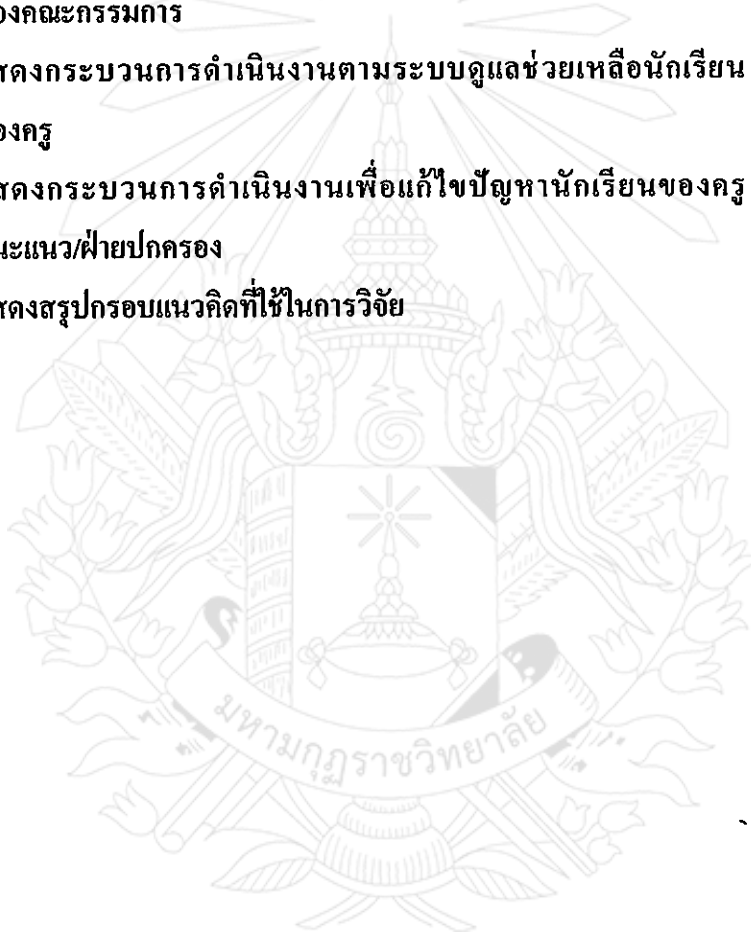 องคณะกรรมการ
สดงกระบวนการดำเนินงานตามระบบดูแลช่วยเหลือนักเรียน
องครู
สดงกระบวนการดำเนินงานเพื่อแก้ไขปัญหานักเรียนของครู
นะแนว/ฝ่ายปกครอง
สดงสรุปกรอบแนวคิดที่ใช้ในการวิจัย
มหามกุฏราชวิทยาลัย